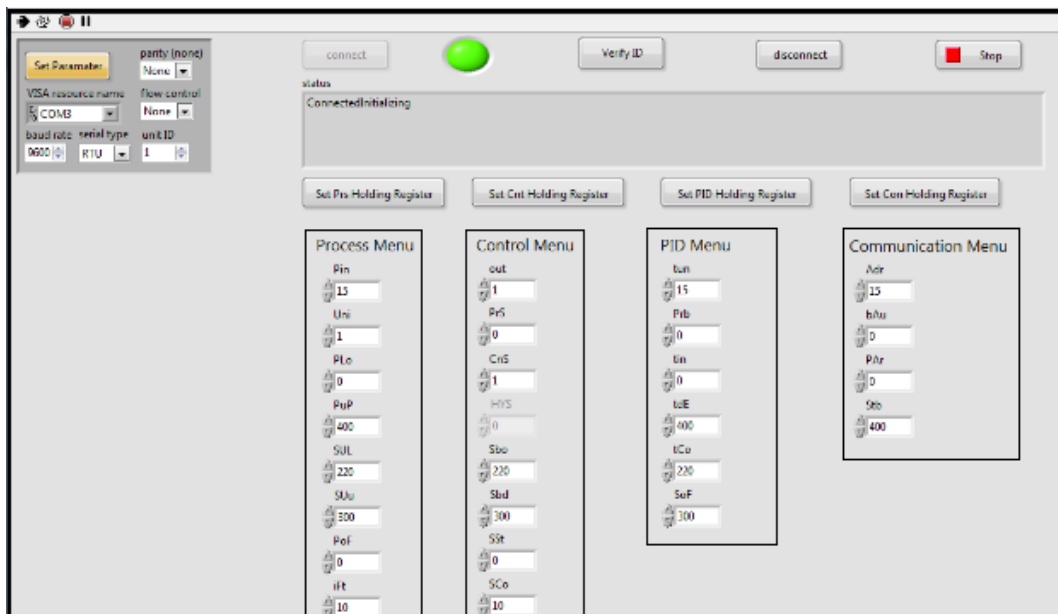 parity (none)
Set Paramater
None
VISA resource name
flow control
COM3
None
baud rate
serial type
unit ID
9600
RTU
1
connect
Verify ID
disconnect
Stop
status
ConnectedInitializing
Set Prs Holding Register
Set Cnt Holding Register
Set PID Holding Register
Set Con Holding Register
Process Menu
Pin
15
Uni
1
PLo
0
PuP
400
SUL
220
SUu
300
PoF
0
iFt
10
Control Menu
out
1
PrS
0
CnS
1
HYS
0
Sbo
220
Sbd
300
SSt
0
SCo
10
PID Menu
tun
15
Prb
0
tin
0
tdE
400
tCo
220
SoF
300
Communication Menu
Adr
15
bAu
0
PAr
0
Stb
400